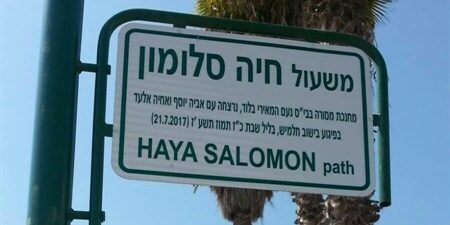 משעול חיה סלומון
מחנכת מסורה בבי"ס נעם המאירי בלוד, נרצחה עם אביה יוסף ואחיה אלעד
בפיגוע בישוב חלמיש, בליל שבת כ"ז תמוז תשע"ז (21.7.2017)
HAYA SALOMON path